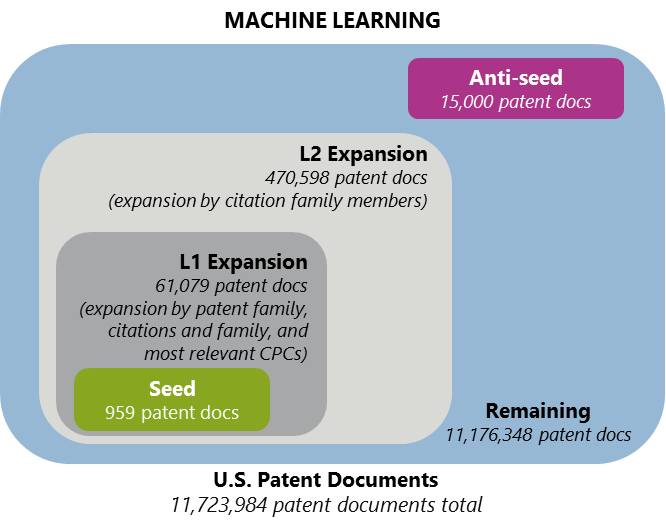 MACHINE LEARNING
Anti-seed
15,000 patent docs
L2 Expansion
470,598 patent docs
(expansion by citation family members)
L1 Expansion
61,079 patent docs
(expansion by patent family,
citations and family, and
most relevant CPCs)
Seed
959 patent docs
Remaining
11,176,348 patent docs
U.S. Patent Documents
11,723,984 patent documents total